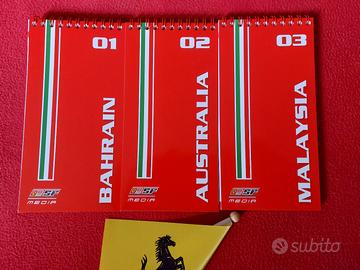 01
BAHRAIN
MEDIA
02
AUSTRALIA
MEDIA
03
MALAYSIA
MEDIA
subito